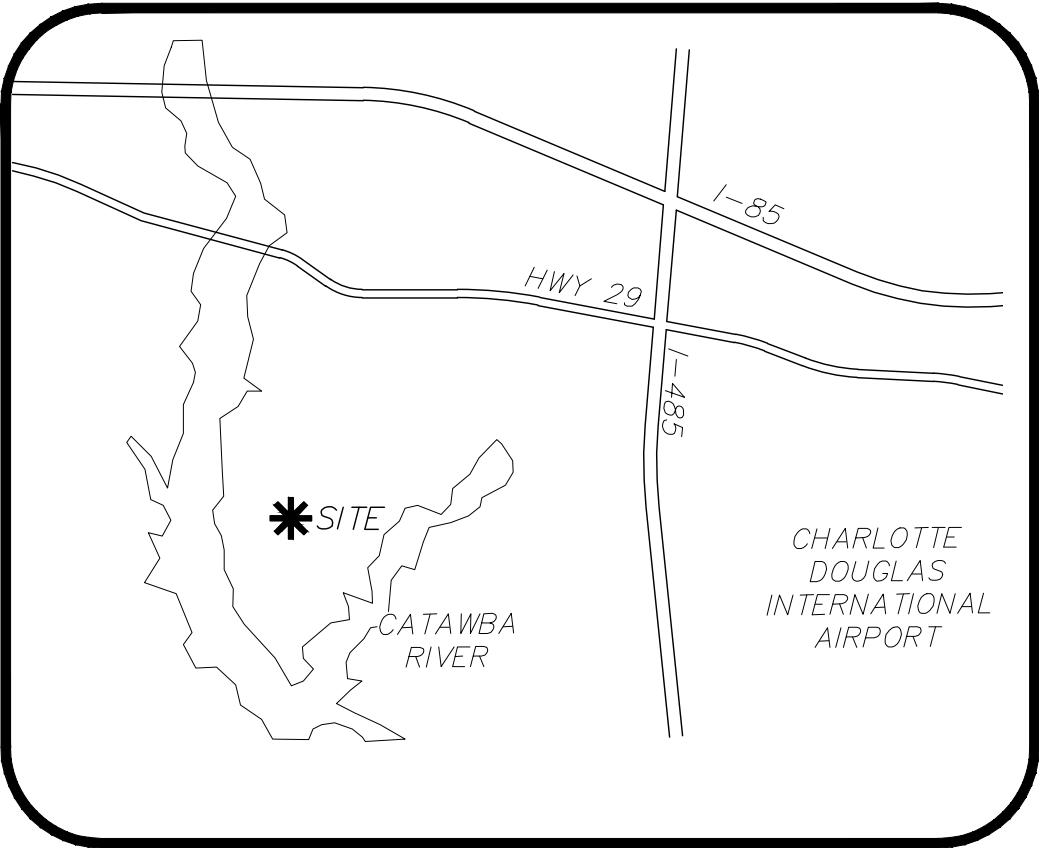 I-85
HWY 29
I-485
SITE
CHARLOTTE
DOUGLAS
INTERNATIONAL
AIRPORT
CATAWBA
RIVER